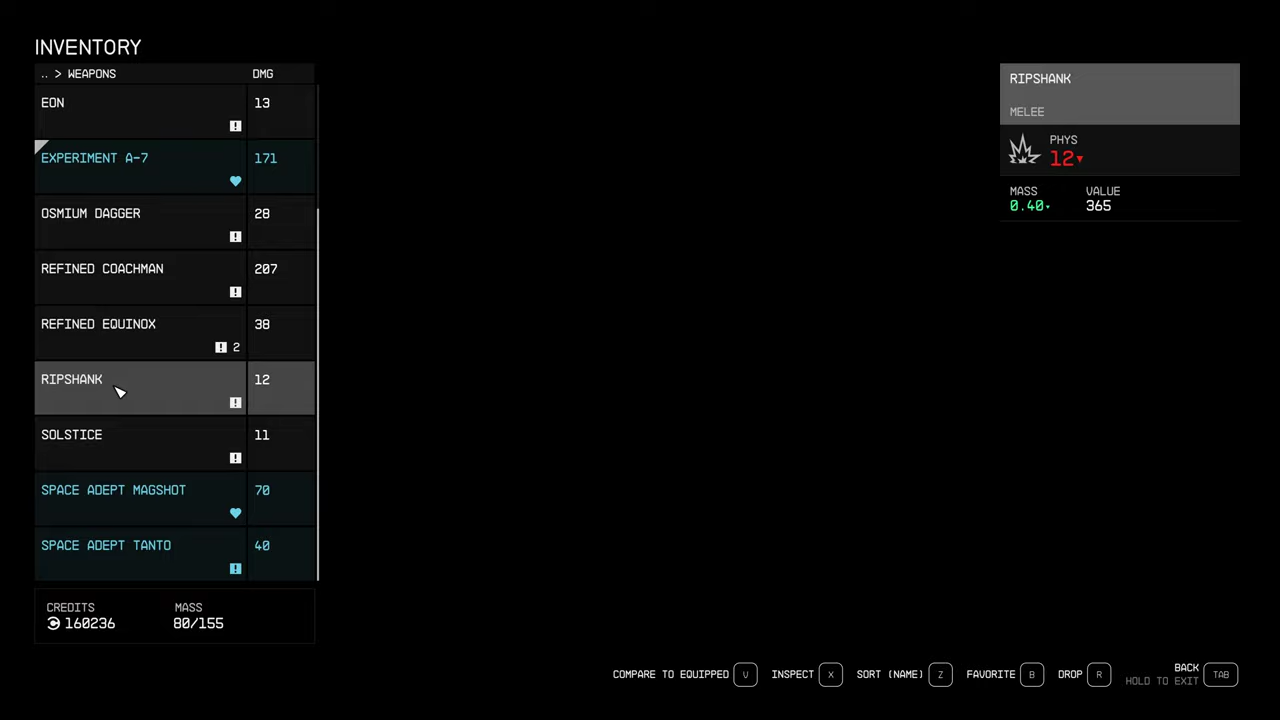 INVENTORY
.. > WEAPONS DMG
EON 13
!
EXPERIMENT A-7 171
OSMIUM DAGGER 28
!
REFINED COACHMAN 207
!
REFINED EQUINOX 38
! 2
RIPSHANK 12
!
SOLSTICE 11
!
SPACE ADEPT MAGSHOT 70
SPACE ADEPT TANTO 40
!
CREDITS MASS
160236 80/155
RIPSHANK
MELEE
PHYS
12
MASS VALUE
0.40 365
COMPARE TO EQUIPPED V INSPECT X SORT (NAME) Z FAVORITE B DROP R BACK TAB
HOLD TO EXIT